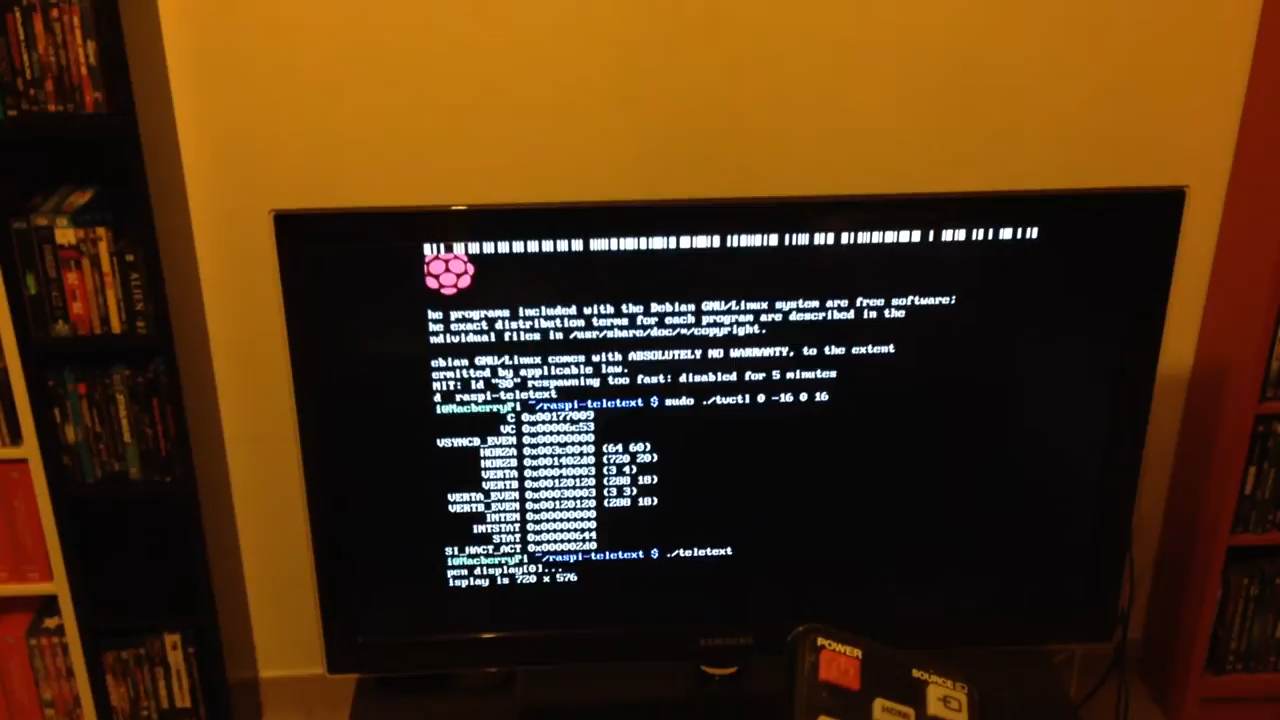 he programs included with the Debian GNU/Linux system are free software;
he exact distribution terms for each program are described in the
ndividual files in /usr/share/doc/*/copyright.
ebian GNU/Linux comes with ABSOLUTELY NO WARRANTY, to the extent
ermitted by applicable law.
NIT: Id "S0" respawning too fast: disabled for 5 minutes
d raspi-teletext
i@MacberryPi ~/raspi-teletext $ sudo ./tvctl 0 -16 0 16
C 0x00177009
VC 0x00006c53
VSYNCD_EVEN 0x00000000
HORZA 0x003c0040 (64 60)
HORZB 0x001402d0 (720 20)
VERTA 0x00040003 (3 4)
VERTB 0x00120120 (288 18)
VERTA_EVEN 0x00030003 (3 3)
VERTB_EVEN 0x00120120 (288 18)
INTEN 0x00000000
INTSTAT 0x00000000
STAT 0x00000644
SI_HACT_ACT 0x000002d0
i@MacberryPi ~/raspi-teletext $ ./teletext
pen display[0]...
isplay is 720 x 576
SAMSUNG
POWER
SOURCE
HDMI
ALIEN